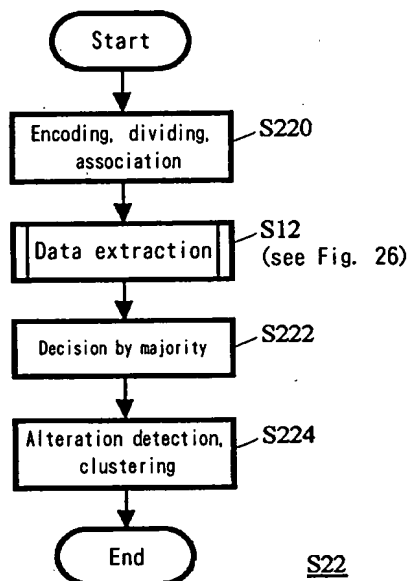 Start
Encoding, dividing,
association
S220
Data extraction
S12
(see Fig. 26)
Decision by majority
S222
Alteration detection,
clustering
S224
End
S22